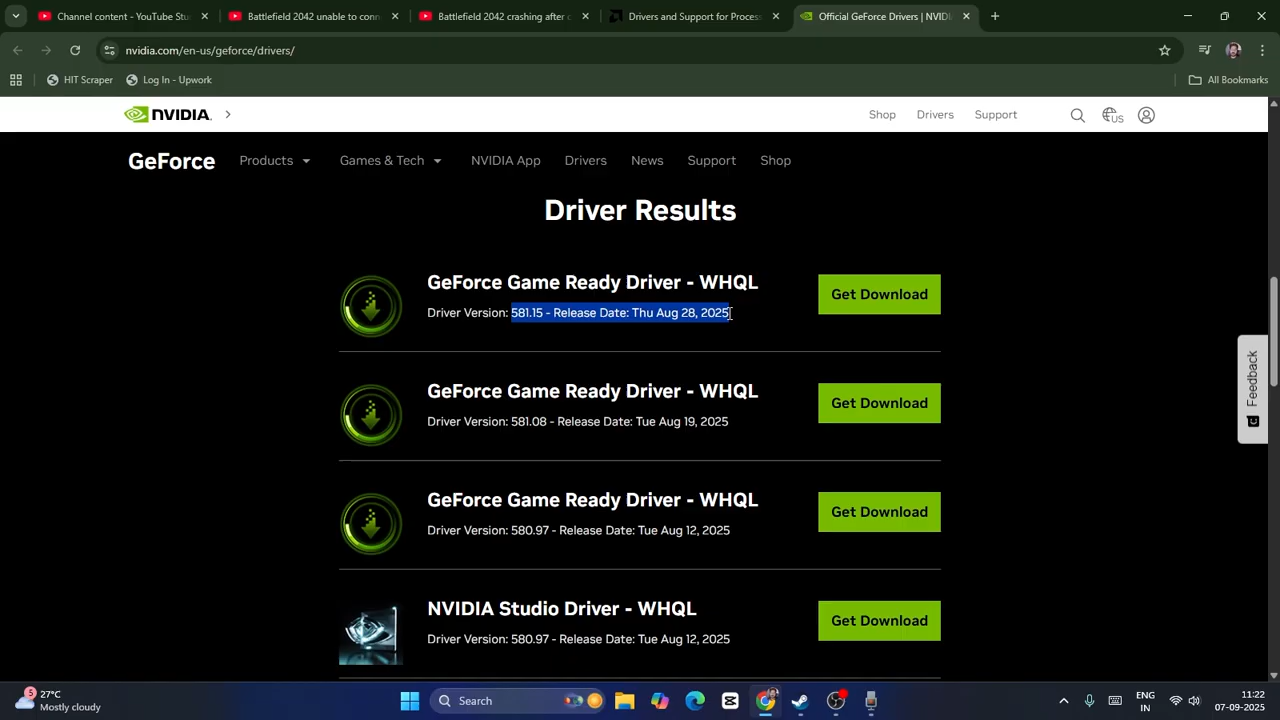 Channel content - YouTube Stu
Battlefield 2042 unable to conn
Battlefield 2042 crashing after c
Drivers and Support for Process
Official GeForce Drivers | NVIDI
nvidia.com/en-us/geforce/drivers/
HIT Scraper
Log In - Upwork
All Bookmarks
NVIDIA.
Shop
Drivers
Support
US
GeForce
Products
Games & Tech
NVIDIA App
Drivers
News
Support
Shop
Driver Results
GeForce Game Ready Driver - WHQL
Driver Version: 581.15 - Release Date: Thu Aug 28, 2025
Get Download
GeForce Game Ready Driver - WHQL
Driver Version: 581.08 - Release Date: Tue Aug 19, 2025
Get Download
GeForce Game Ready Driver - WHQL
Driver Version: 580.97 - Release Date: Tue Aug 12, 2025
Get Download
NVIDIA Studio Driver - WHQL
Driver Version: 580.97 - Release Date: Tue Aug 12, 2025
Get Download
Feedback
5
27°C
Mostly cloudy
Search
ENG
IN
11:22
07-09-2025